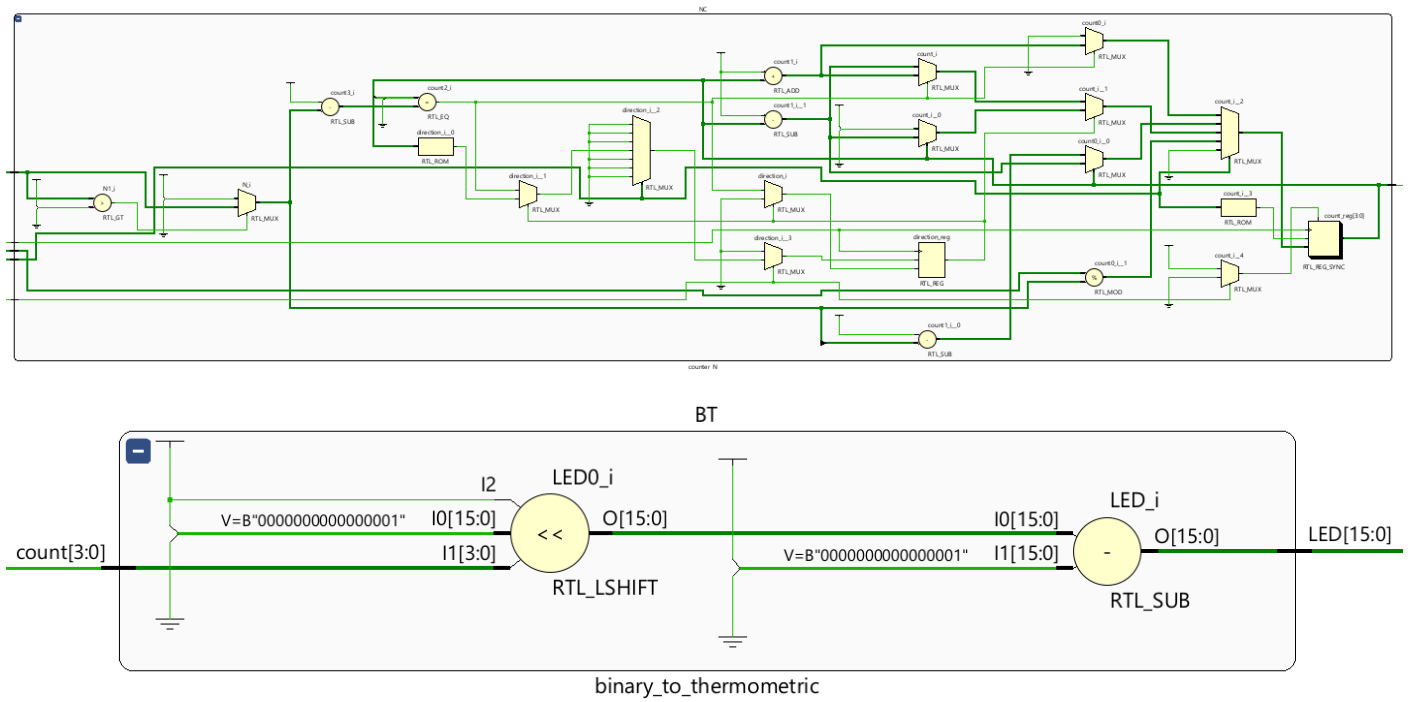 NC
count0_i
RTL_MUX
count_i
RTL_MUX
count1_i
+
RTL_ADD
count3_i
-
RTL_SUB
count2_i
=
RTL_EQ
direction_i__2
RTL_MUX
count_i__1
RTL_MUX
count_i__2
RTL_MUX
count1_i__1
-
RTL_SUB
count_i__0
RTL_MUX
direction_i__0
RTL_ROM
count0_i__0
RTL_MUX
N1_i
>
RTL_GT
N_i
RTL_MUX
direction_i__1
RTL_MUX
direction_i
RTL_MUX
count_i__3
RTL_ROM
count_reg[3:0]
RTL_REG_SYNC
direction_i__3
RTL_MUX
direction_reg
RTL_REG
count0_i__1
%
RTL_MOD
count_i__4
RTL_MUX
count1_i__0
-
RTL_SUB
counter N
BT
LED0_i
I2
V=B"0000000000000001" I0[15:0] << O[15:0]
count[3:0] I1[3:0]
RTL_LSHIFT
LED_i
I0[15:0] - O[15:0] LED[15:0]
V=B"0000000000000001" I1[15:0]
RTL_SUB
binary_to_thermometric